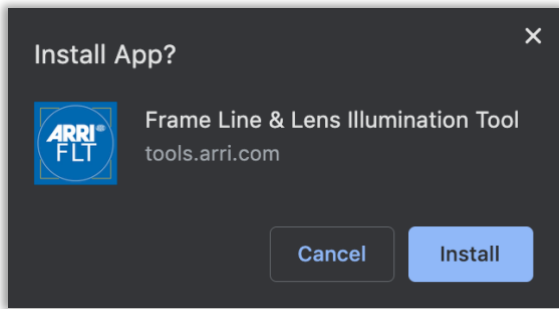 Install App?
ARRI®
FLT
Frame Line & Lens Illumination Tool
tools.arri.com
Cancel
Install